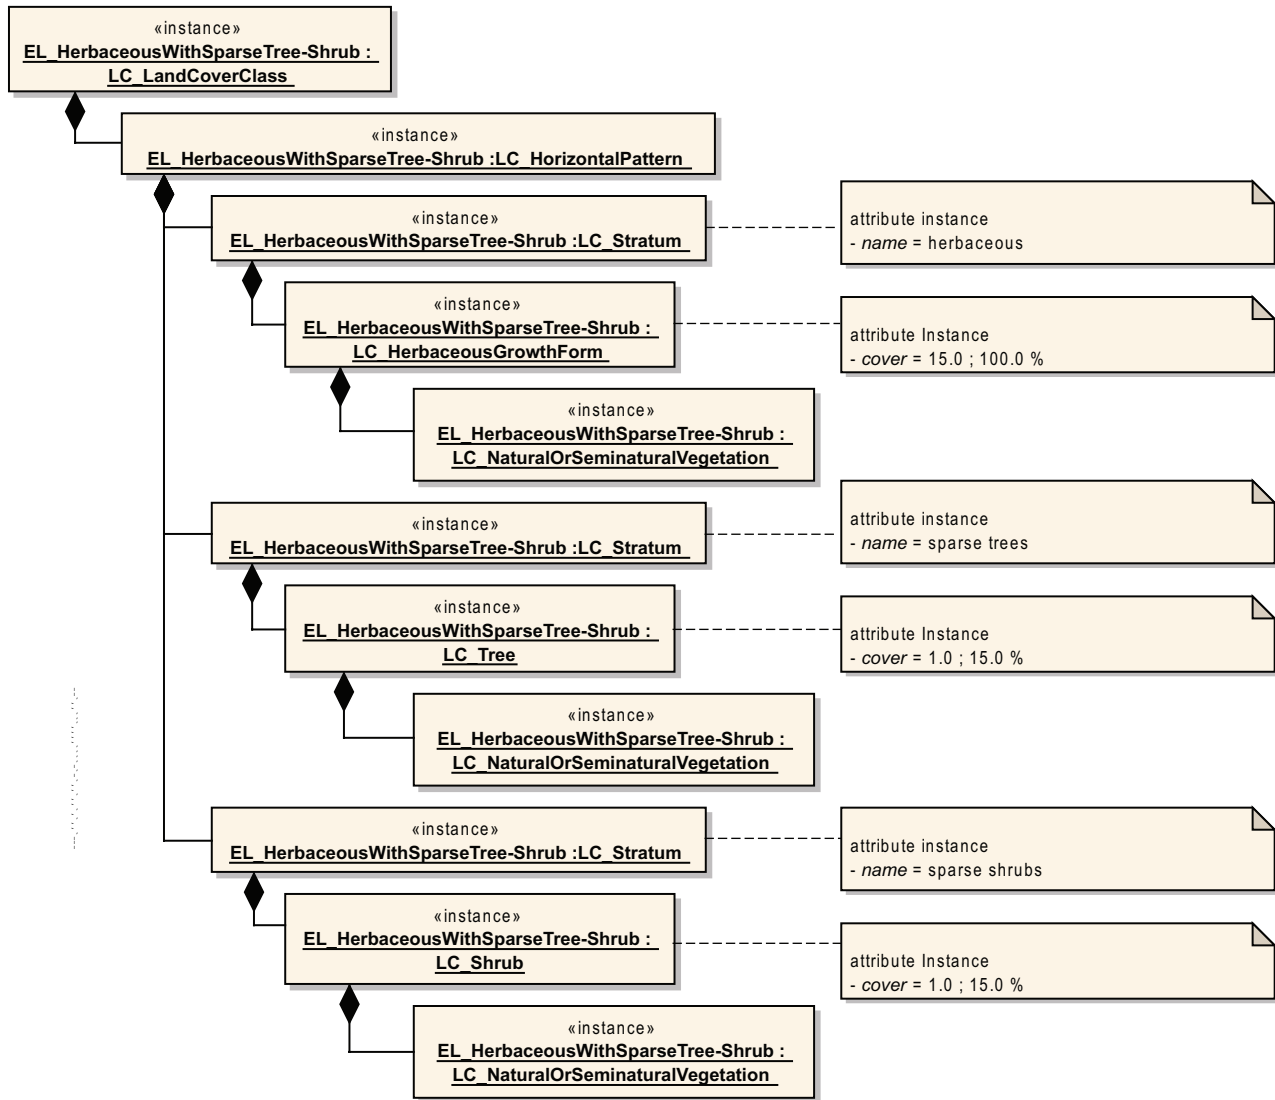 «instance»
EL_HerbaceousWithSparseTree-Shrub :
LC_LandCoverClass
«instance»
EL_HerbaceousWithSparseTree-Shrub :LC_HorizontalPattern
«instance»
EL_HerbaceousWithSparseTree-Shrub :LC_Stratum
attribute instance
- name = herbaceous
«instance»
EL_HerbaceousWithSparseTree-Shrub :
LC_HerbaceousGrowthForm
attribute Instance
- cover = 15.0 ; 100.0 %
«instance»
EL_HerbaceousWithSparseTree-Shrub :
LC_NaturalOrSeminaturalVegetation
«instance»
EL_HerbaceousWithSparseTree-Shrub :LC_Stratum
attribute instance
- name = sparse trees
«instance»
EL_HerbaceousWithSparseTree-Shrub :
LC_Tree
attribute Instance
- cover = 1.0 ; 15.0 %
«instance»
EL_HerbaceousWithSparseTree-Shrub :
LC_NaturalOrSeminaturalVegetation
«instance»
EL_HerbaceousWithSparseTree-Shrub :LC_Stratum
attribute instance
- name = sparse shrubs
«instance»
EL_HerbaceousWithSparseTree-Shrub :
LC_Shrub
attribute Instance
- cover = 1.0 ; 15.0 %
«instance»
EL_HerbaceousWithSparseTree-Shrub :
LC_NaturalOrSeminaturalVegetation